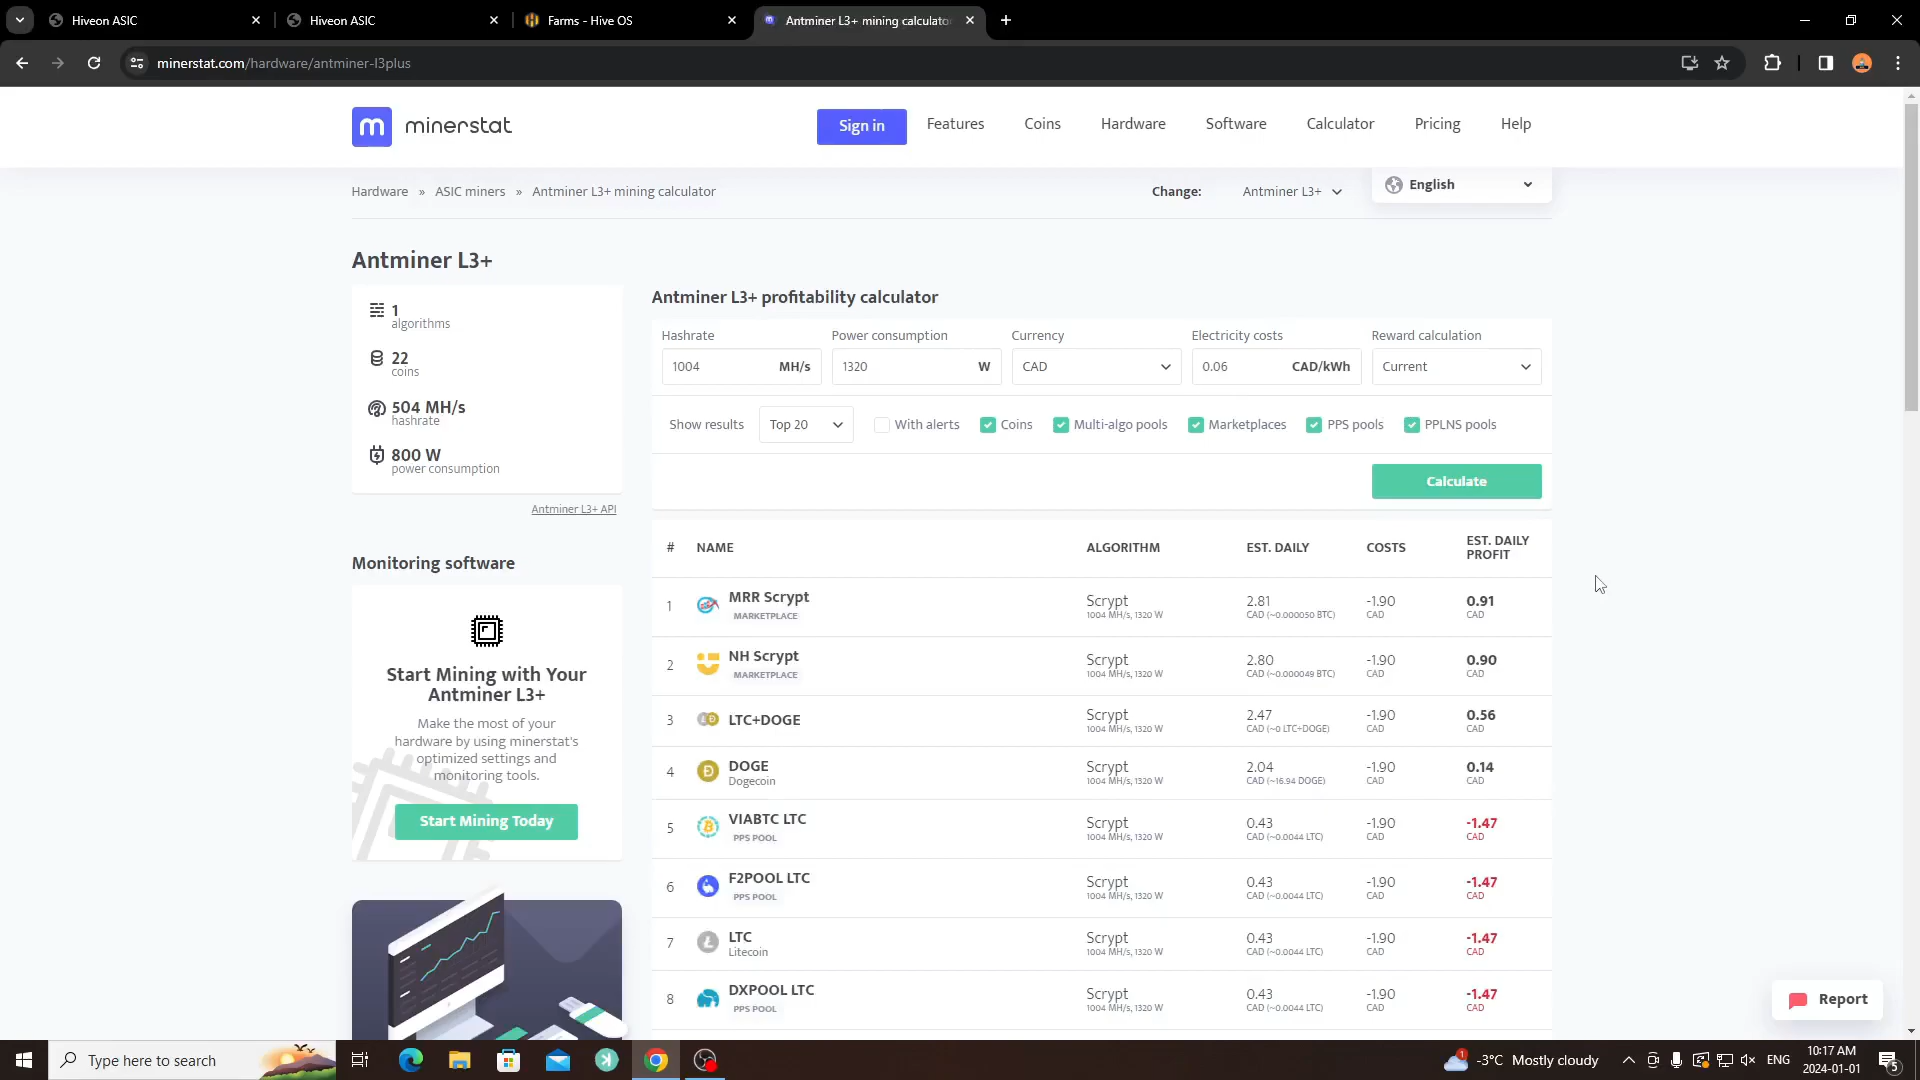 Hiveon ASIC
Hiveon ASIC
Farms - Hive OS
Antminer L3+ mining calculato
minerstat.com/hardware/antminer-l3plus
m minerstat
Sign in
Features
Coins
Hardware
Software
Calculator
Pricing
Help
Hardware » ASIC miners » Antminer L3+ mining calculator
Change:
Antminer L3+
English
Antminer L3+
1
algorithms
22
coins
504 MH/s
hashrate
800 W
power consumption
Antminer L3+ API
Monitoring software
Start Mining with Your
Antminer L3+
Make the most of your
hardware by using minerstat's
optimized settings and
monitoring tools.
Start Mining Today
Antminer L3+ profitability calculator
Hashrate Power consumption Currency Electricity costs Reward calculation
1004 MH/s 1320 W CAD 0.06 CAD/kWh Current
Show results Top 20 With alerts Coins Multi-algo pools Marketplaces PPS pools PPLNS pools
Calculate
# NAME ALGORITHM EST. DAILY COSTS EST. DAILY
PROFIT
1 MRR Scrypt Scrypt 2.81 -1.90 0.91
MARKETPLACE 1004 MH/s, 1320 W CAD (~0.000050 BTC) CAD CAD
2 NH Scrypt Scrypt 2.80 -1.90 0.90
MARKETPLACE 1004 MH/s, 1320 W CAD (~0.000049 BTC) CAD CAD
3 LTC+DOGE Scrypt 2.47 -1.90 0.56
1004 MH/s, 1320 W CAD (~0 LTC+DOGE) CAD CAD
4 DOGE Scrypt 2.04 -1.90 0.14
Dogecoin 1004 MH/s, 1320 W CAD (~16.94 DOGE) CAD CAD
5 VIABTC LTC Scrypt 0.43 -1.90 -1.47
PPS POOL 1004 MH/s, 1320 W CAD (~0.0044 LTC) CAD CAD
6 F2POOL LTC Scrypt 0.43 -1.90 -1.47
PPS POOL 1004 MH/s, 1320 W CAD (~0.0044 LTC) CAD CAD
7 LTC Scrypt 0.43 -1.90 -1.47
Litecoin 1004 MH/s, 1320 W CAD (~0.0044 LTC) CAD CAD
8 DXPOOL LTC Scrypt 0.43 -1.90 -1.47
PPS POOL 1004 MH/s, 1320 W CAD (~0.0044 LTC) CAD CAD
Report
Type here to search
1
-3°C Mostly cloudy
ENG
10:17 AM
2024-01-01
5